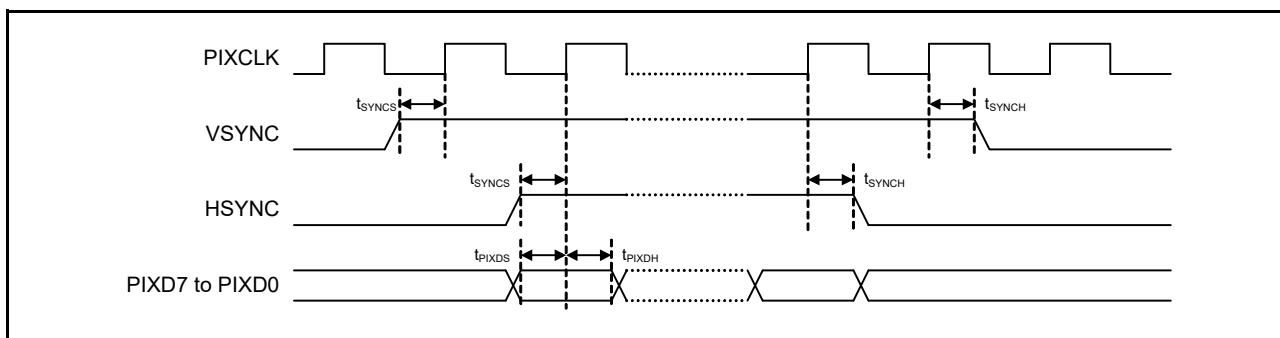 PIXCLK
tSYNCS tSYNCH
VSYNC
tSYNCS tSYNCH
HSYNC
tPIXDS tPIXDH
PIXD7 to PIXD0